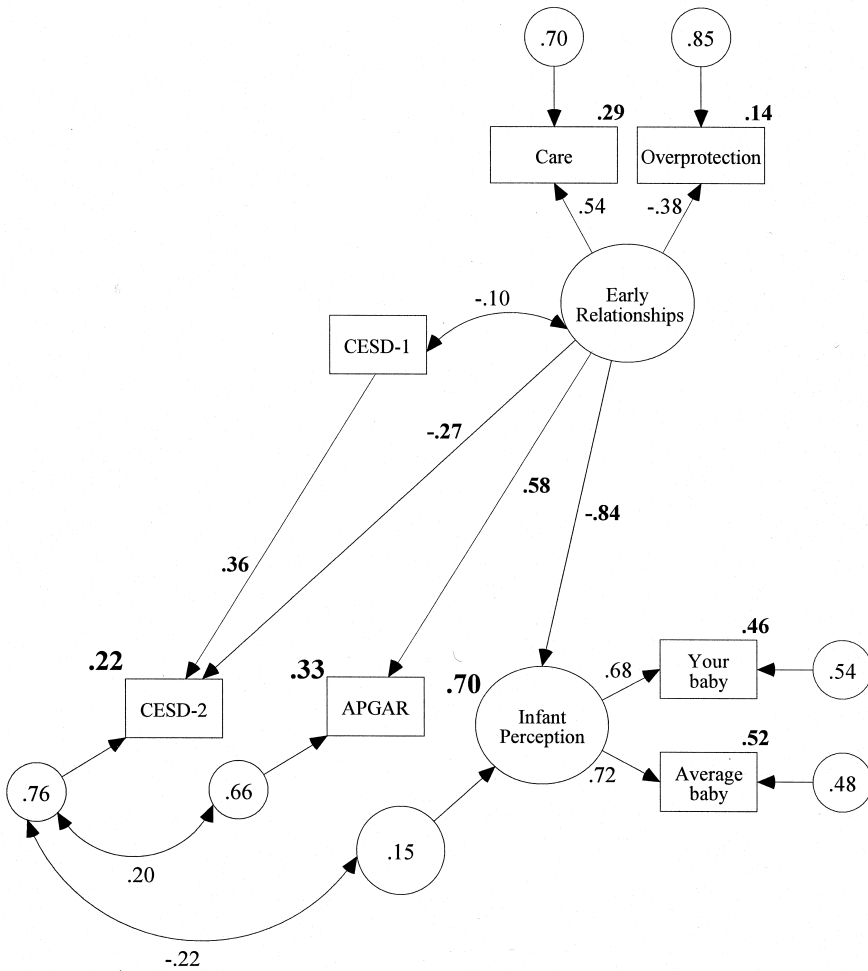 .70
.85
.29
.14
Care
Overprotection
.54
-.38
Early
Relationships
-.10
CESD-1
-.27
.58
-.84
.36
.22
.33
.70
.46
.68
Your
baby
.54
CESD-2
APGAR
Infant
Perception
.52
.72
Average
baby
.48
.76
.66
.15
.20
-.22